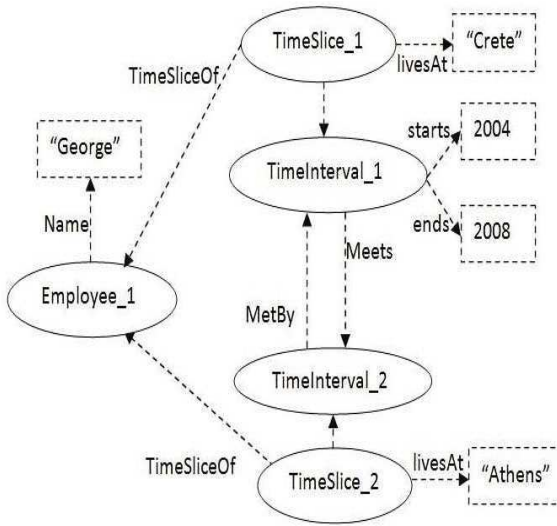 TimeSlice_1
"Crete"
livesAt
TimeSliceOf
starts
2004
"George"
TimeInterval_1
Name
ends
2008
Meets
Employee_1
MetBy
TimeInterval_2
TimeSliceOf
livesAt
TimeSlice_2
"Athens"